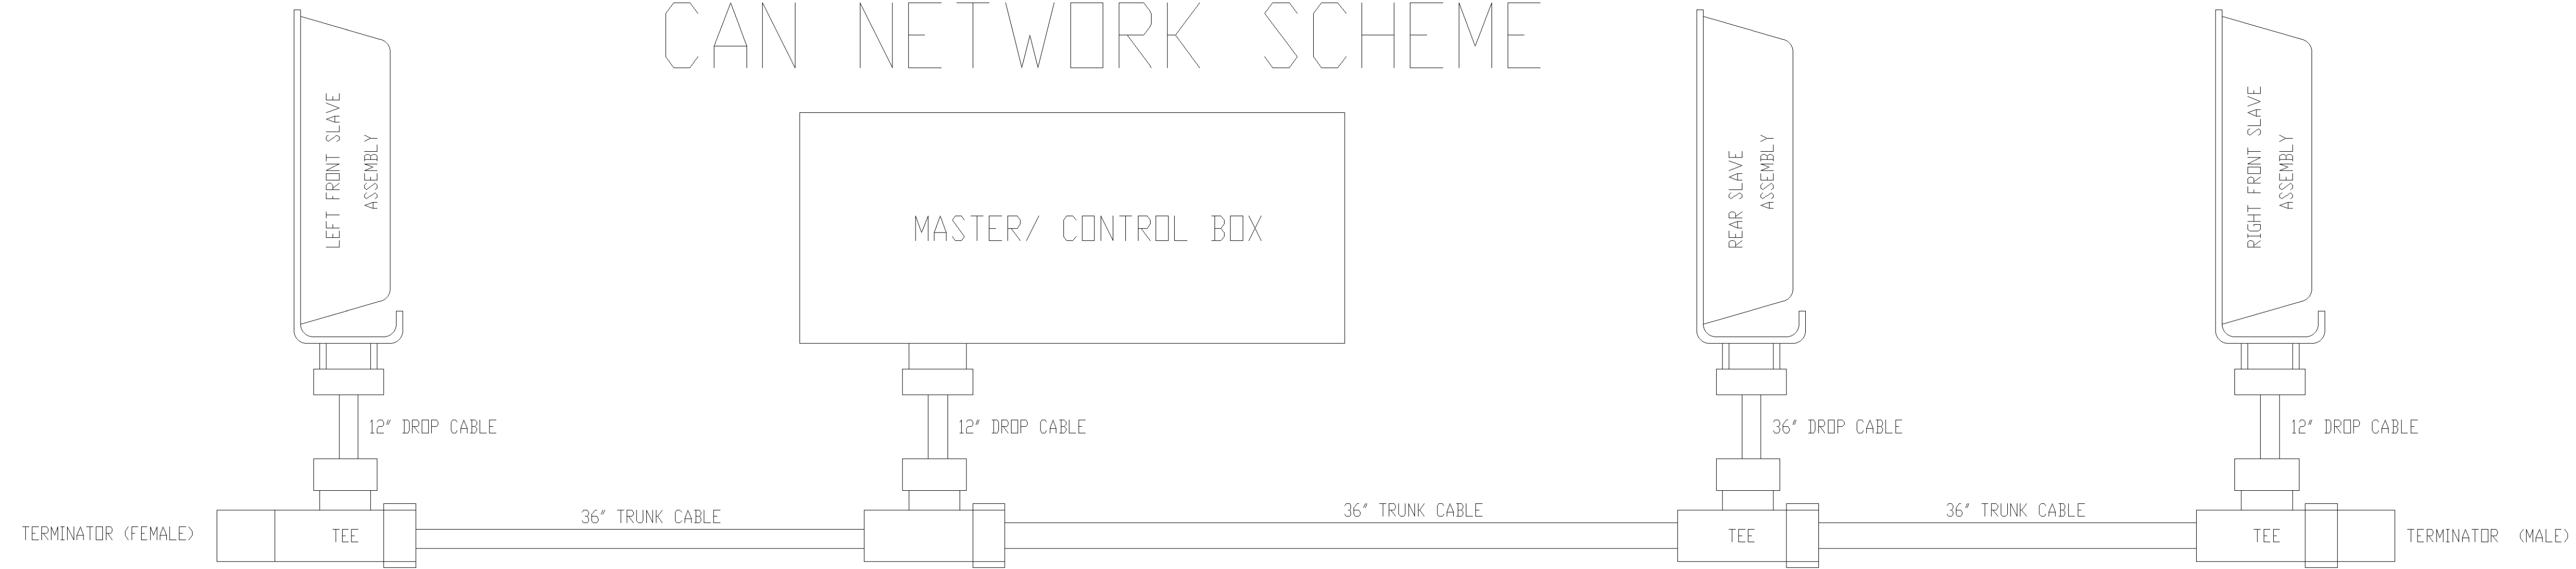 CAN NETWORK SCHEME
LEFT FRONT SLAVE
ASSEMBLY
MASTER/ CONTROL BOX
REAR SLAVE
ASSEMBLY
RIGHT FRONT SLAVE
ASSEMBLY
12" DROP CABLE
12" DROP CABLE
36" DROP CABLE
12" DROP CABLE
TERMINATOR (FEMALE)
TEE
36" TRUNK CABLE
36" TRUNK CABLE
TEE
36" TRUNK CABLE
TEE
TERMINATOR (MALE)